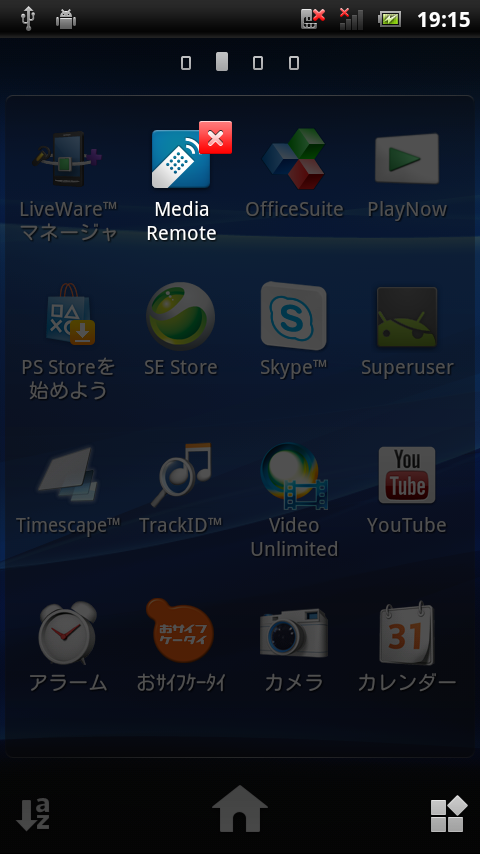 19:15
LiveWare™
マネージャ
Media
Remote
OfficeSuite
PlayNow
PS Storeを
始めよう
SE Store
S
Skype™
Superuser
Timescape™
TrackID™
Video
Unlimited
You
Tube
YouTube
アラーム
おサイフ
ケータイ
おｻｲﾌｹｰﾀｲ
カメラ
31
カレンダー
a
z